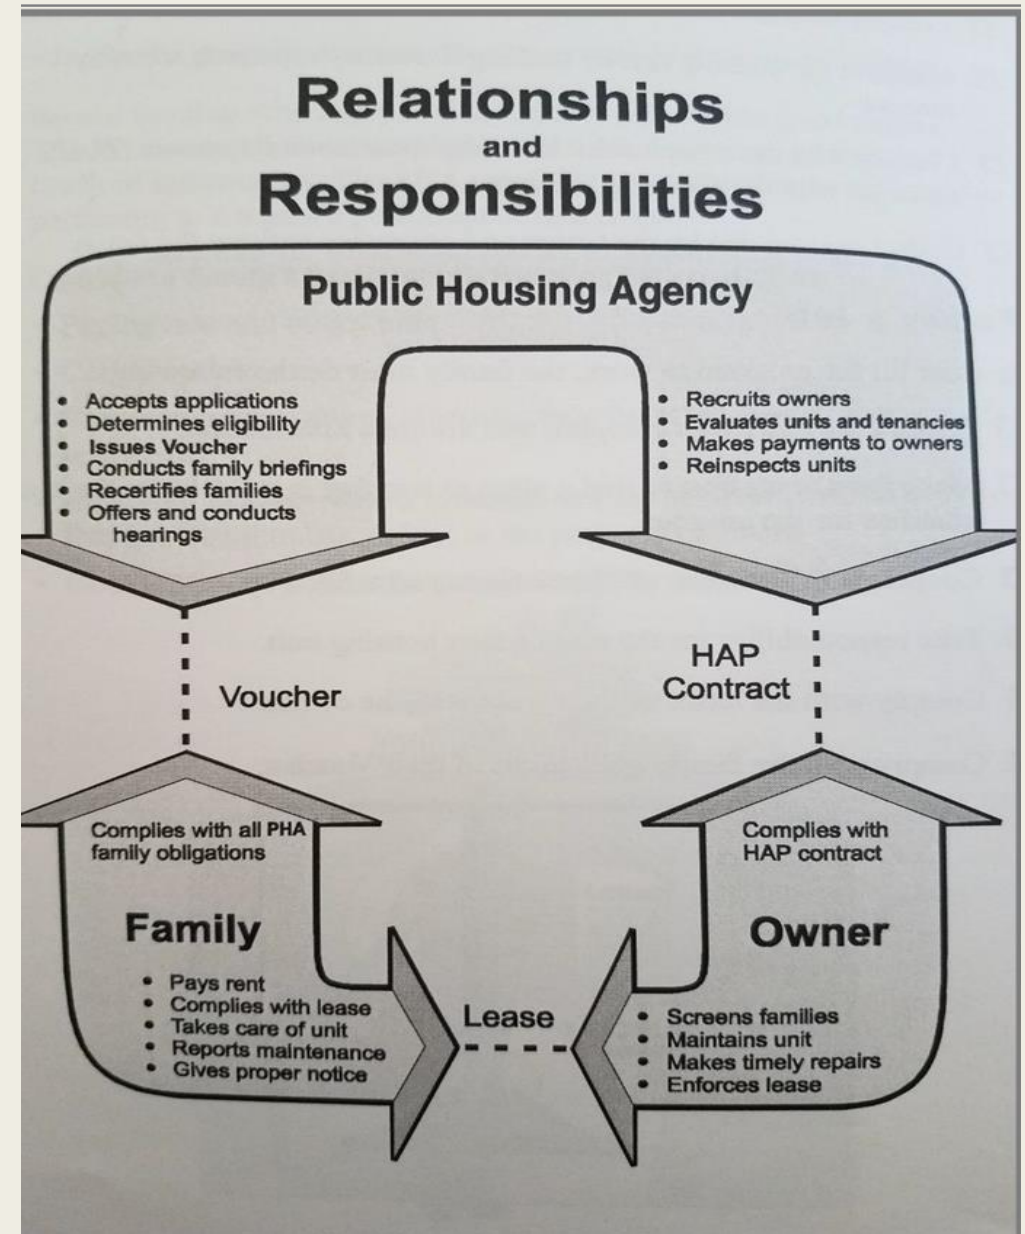 Relationships
and
Responsibilities
Public Housing Agency
• Accepts applications
• Determines eligibility
• Issues Voucher
• Conducts family briefings
• Recertifies families
• Offers and conducts
hearings
• Recruits owners
• Evaluates units and tenancies
• Makes payments to owners
• Reinspects units
Voucher
HAP
Contract
Complies with all PHA
family obligations
Family
• Pays rent
• Complies with lease
• Takes care of unit
• Reports maintenance
• Gives proper notice
Lease
Complies with
HAP contract
Owner
• Screens families
• Maintains unit
• Makes timely repairs
• Enforces lease